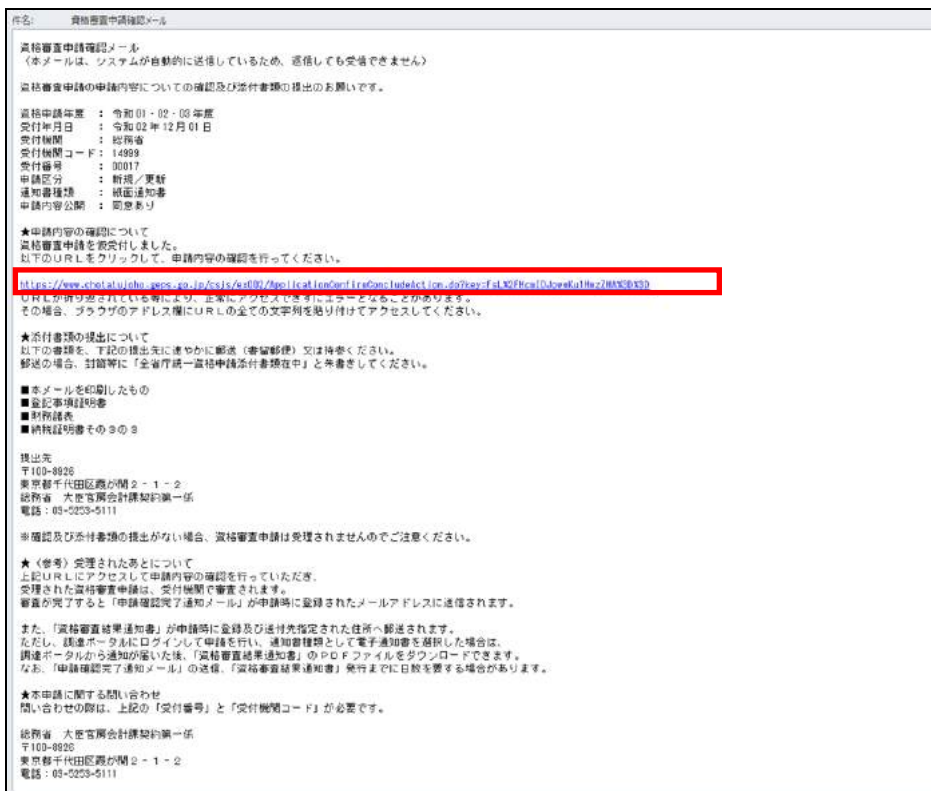 件名: 資格審査申請確認メール
資格審査申請確認メール
(本メールは、システムが自動的に送信しているため、返信しても受信できません)
資格審査申請の申請内容についての確認及び添付書類の提出のお願いです。
資格申請年度 : 令和01・02・03年度
受付年月日 : 令和02年12月01日
受付機関 : 総務省
受付機関コード: 14999
受付番号 : 00017
申請区分 : 新規/更新
通知書種類 : 紙面通知書
申請内容公開 : 同意あり
★申請内容の確認について
資格審査申請を仮受付しました。
以下のURLをクリックして、申請内容の確認を行ってください。
URLが折り返されている等により、正常にアクセスできずにエラーとなることがあります。
その場合、ブラウザのアドレス欄にURLの全ての文字列を貼り付けてアクセスしてください。
★添付書類の提出について
以下の書類を、下記の提出先に速やかに郵送(書留郵便)又は持参ください。
郵送の場合、封筒等に「全省庁統一資格申請添付書類在中」と朱書きしてください。
■本メールを印刷したもの
■登記事項証明書
■財務諸表
■納税証明書その3の3
提出先
〒100-8926
東京都千代田区霞が関2-1-2
総務省 大臣官房会計課契約第一係
電話:03-5253-5111
※確認及び添付書類の提出がない場合、資格審査申請は受理されませんのでご注意ください。
★(参考)受理されたあとについて
上記URLにアクセスして申請内容の確認を行っていただき、
受理された資格審査申請は、受付機関で審査されます。
審査が完了すると「申請確認完了通知メール」が申請時に登録されたメールアドレスに送信されます。
また、「資格審査結果通知書」が申請時に登録及び送付先指定された住所へ郵送されます。
ただし、調達ポータルにログインして申請を行い、通知書種類として電子通知書を選択した場合は、
調達ポータルから通知が届いた後、「資格審査結果通知書」のPDFファイルをダウンロードできます。
なお、「申請確認完了通知メール」の送信、「資格審査結果通知書」発行までに日数を要する場合があります。
★本申請に関する問い合わせ
問い合わせの際は、上記の「受付番号」と「受付機関コード」が必要です。
総務省 大臣官房会計課契約第一係
〒100-8926
東京都千代田区霞が関2-1-2
電話:03-5253-5111